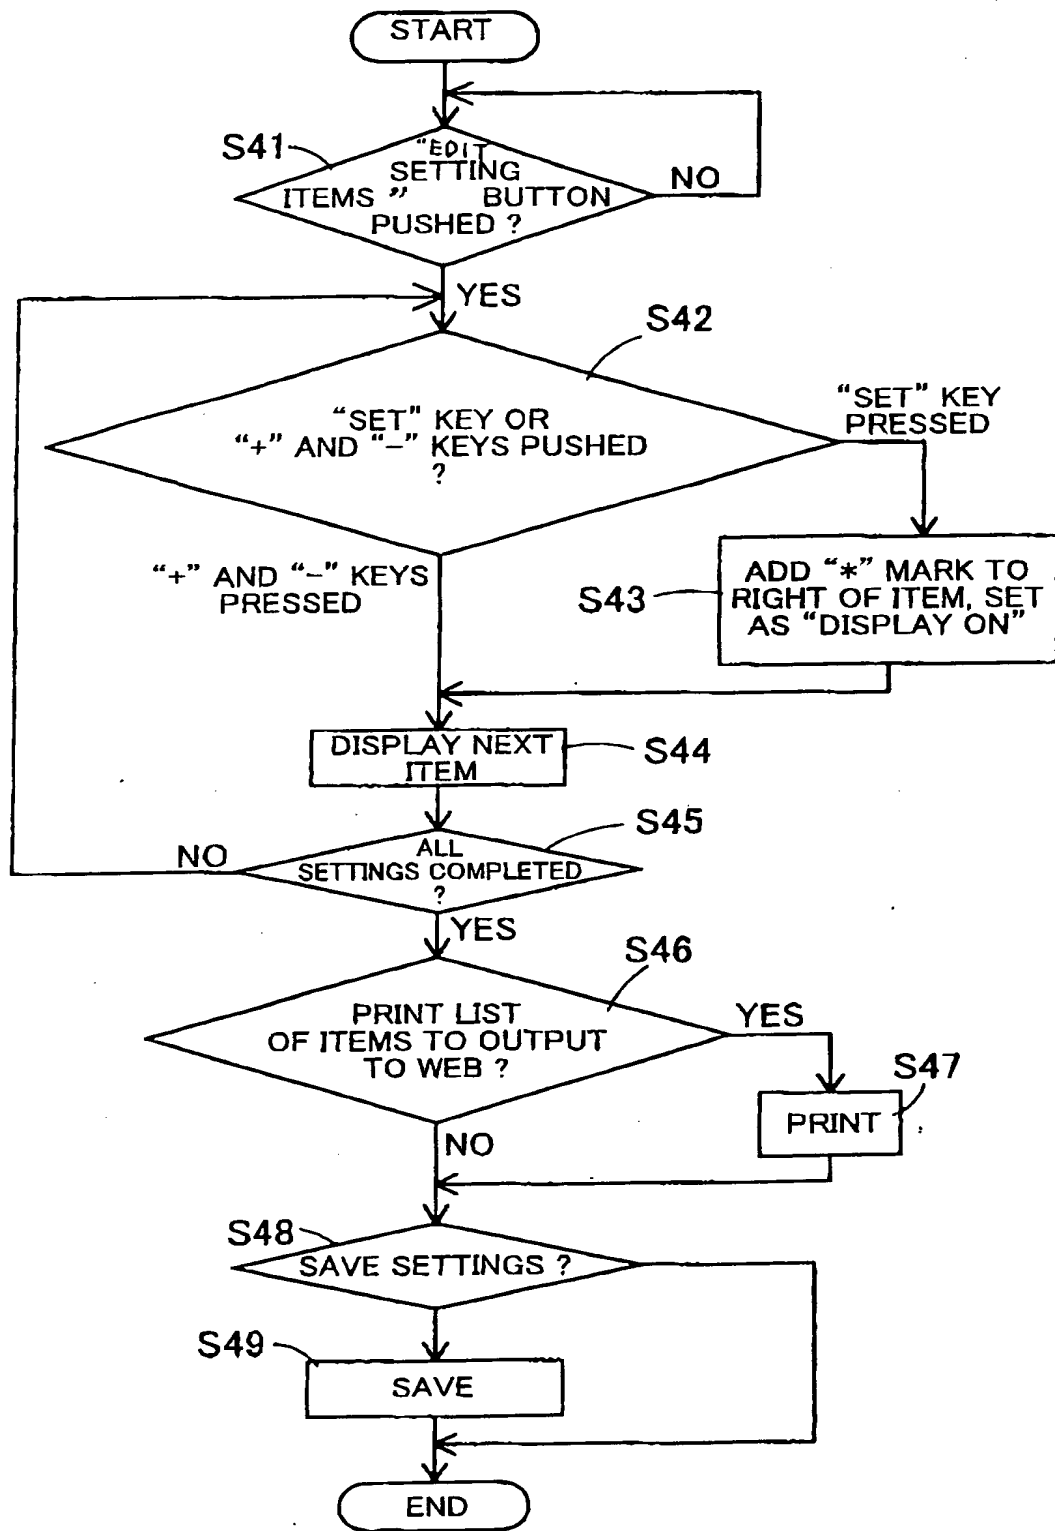 START
S41
"EDIT
SETTING
ITEMS " BUTTON
PUSHED ?
NO
YES
S42
"SET" KEY OR
"+" AND "-" KEYS PUSHED
?
"SET" KEY
PRESSED
"+" AND "-" KEYS
PRESSED
S43
ADD "*" MARK TO
RIGHT OF ITEM, SET
AS "DISPLAY ON"
DISPLAY NEXT
ITEM
S44
S45
NO
ALL
SETTINGS COMPLETED
?
YES
S46
PRINT LIST
OF ITEMS TO OUTPUT
TO WEB ?
YES
S47
PRINT
NO
S48
SAVE SETTINGS ?
S49
SAVE
END